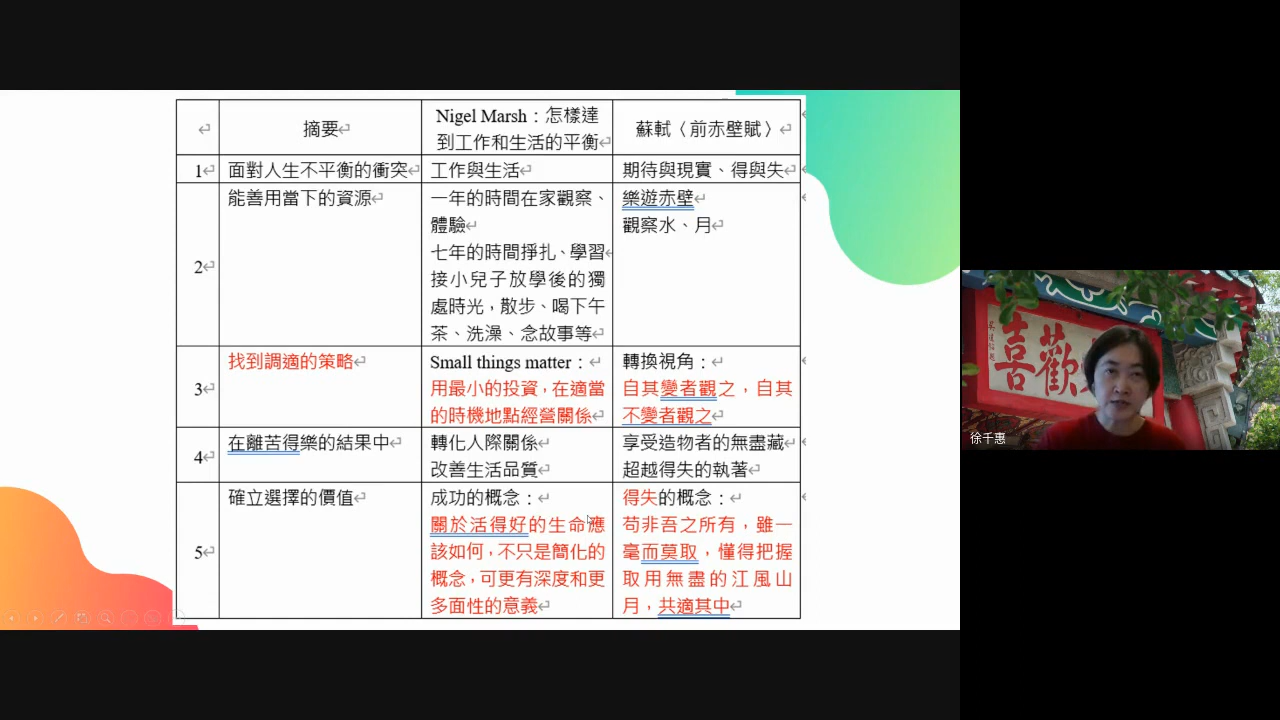 摘要
Nigel Marsh：怎樣達
到工作和生活的平衡
蘇軾〈前赤壁賦〉
1
面對人生不平衡的衝突
工作與生活
期待與現實、得與失
2
能善用當下的資源
一年的時間在家觀察、
體驗
七年的時間掙扎、學習
接小兒子放學後的獨
處時光，散步、喝下午
茶、洗澡、念故事等
樂遊赤壁
觀察水、月
3
找到調適的策略
Small things matter：
用最小的投資，在適當
的時機地點經營關係
轉換視角：
自其變者觀之，自其
不變者觀之
4
在離苦得樂的結果中
轉化人際關係
改善生活品質
享受造物者的無盡藏
超越得失的執著
5
確立選擇的價值
成功的概念：
關於活得好的生命應
該如何，不只是簡化的
概念，可更有深度和更
多面性的意義
得失的概念：
苟非吾之所有，雖一
毫而莫取，懂得把握
取用無盡的江風山
月，共適其中
喜歡
徐千惠